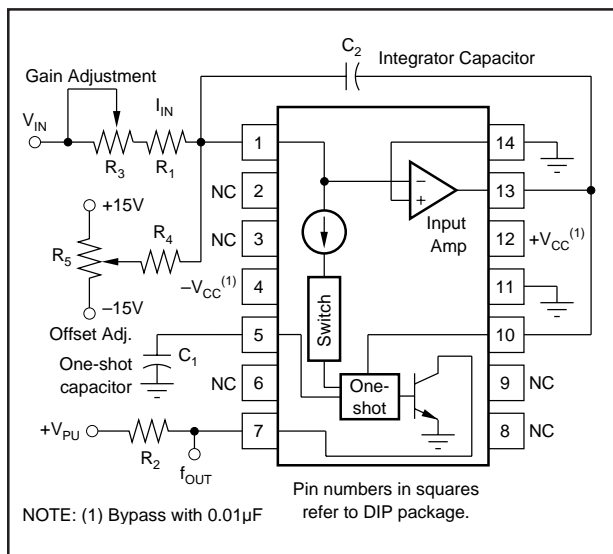 C2
Integrator Capacitor
Gain Adjustment
IIN
VIN
R3
R1
1
14
2
NC
13
+15V
Input
Amp
3
NC
12
+VCC(1)
R5
R4
4
–VCC(1)
11
–15V
Offset Adj.
Switch
5
10
One-shot
capacitor
C1
6
NC
One-
shot
9
NC
+VPU
R2
7
8
NC
fOUT
Pin numbers in squares
refer to DIP package.
NOTE: (1) Bypass with 0.01µF